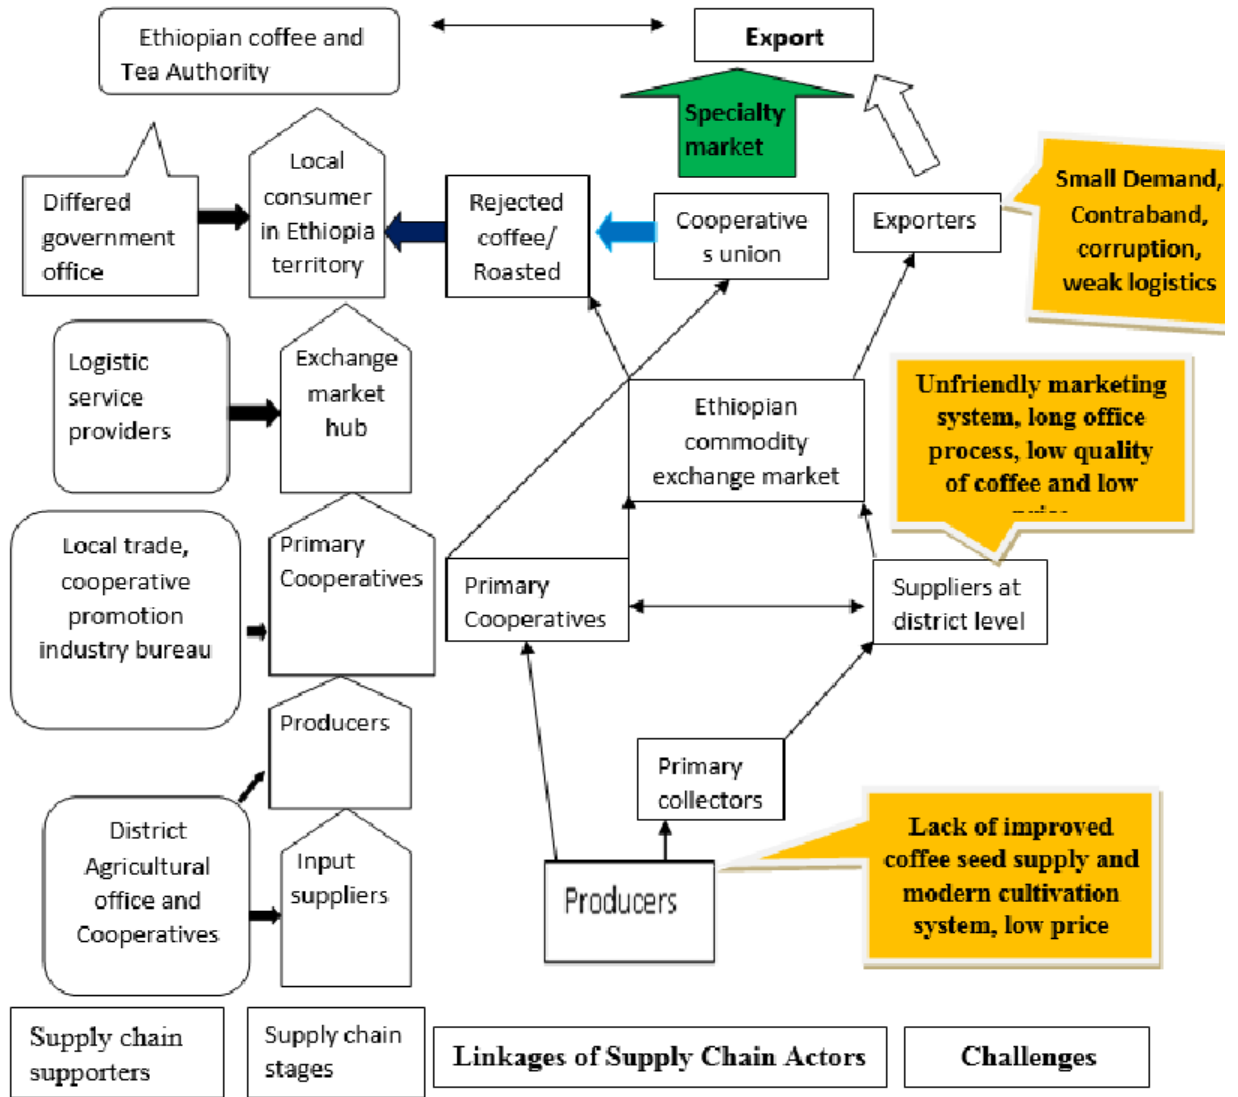 Ethiopian coffee and
Tea Authority
Export
Specialty
market
Differed
government
office
Local
consumer
in Ethiopia
territory
Rejected
coffee/
Roasted
Cooperative
s union
Exporters
Small Demand,
Contraband,
corruption,
weak logistics
Logistic
service
providers
Exchange
market
hub
Ethiopian
commodity
exchange market
Unfriendly marketing
system, long office
process, low quality
of coffee and low
price
Local trade,
cooperative
promotion
industry bureau
Primary
Cooperatives
Primary
Cooperatives
Suppliers at
district level
Producers
Primary
collectors
District
Agricultural
office and
Cooperatives
Input
suppliers
Producers
Lack of improved
coffee seed supply and
modern cultivation
system, low price
Supply chain
supporters
Supply chain
stages
Linkages of Supply Chain Actors
Challenges